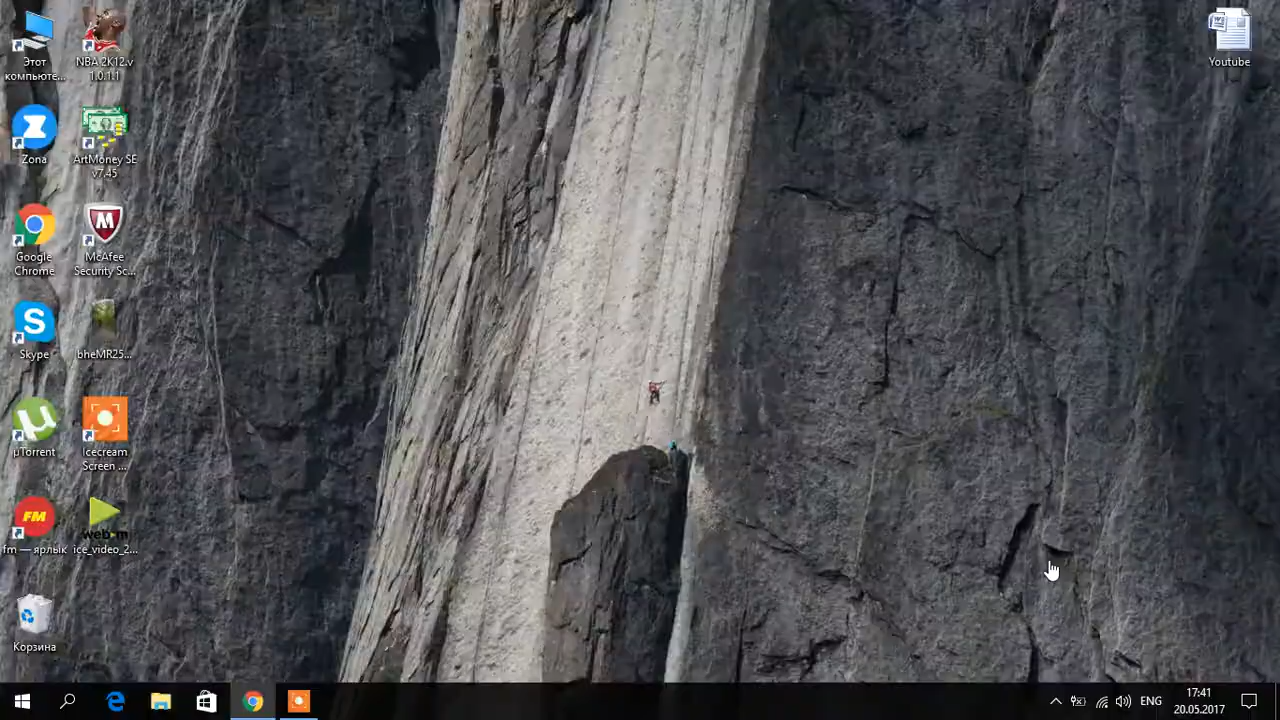 Этот
компьюте...
NBA 2K12.v
1.0.1.1
Youtube
Zona
ArtMoney SE
v7.45
Google
Chrome
McAfee
Security Sc...
Skype
bheMR25...
µTorrent
Icecream
Screen ...
FM
fm — ярлык
web m
ice_video_2...
Корзина
ENG
17:41
20.05.2017